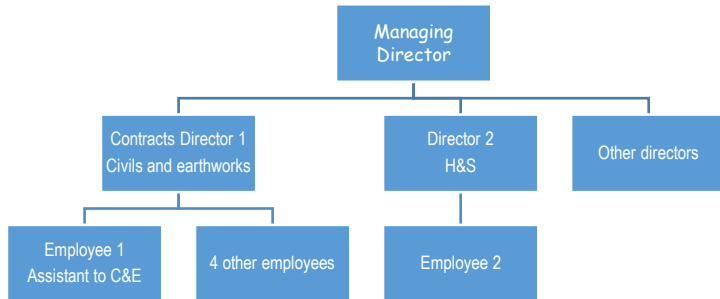 Managing
Director
Contracts Director 1
Civils and earthworks
Director 2
H&S
Other directors
Employee 1
Assistant to C&E
4 other employees
Employee 2